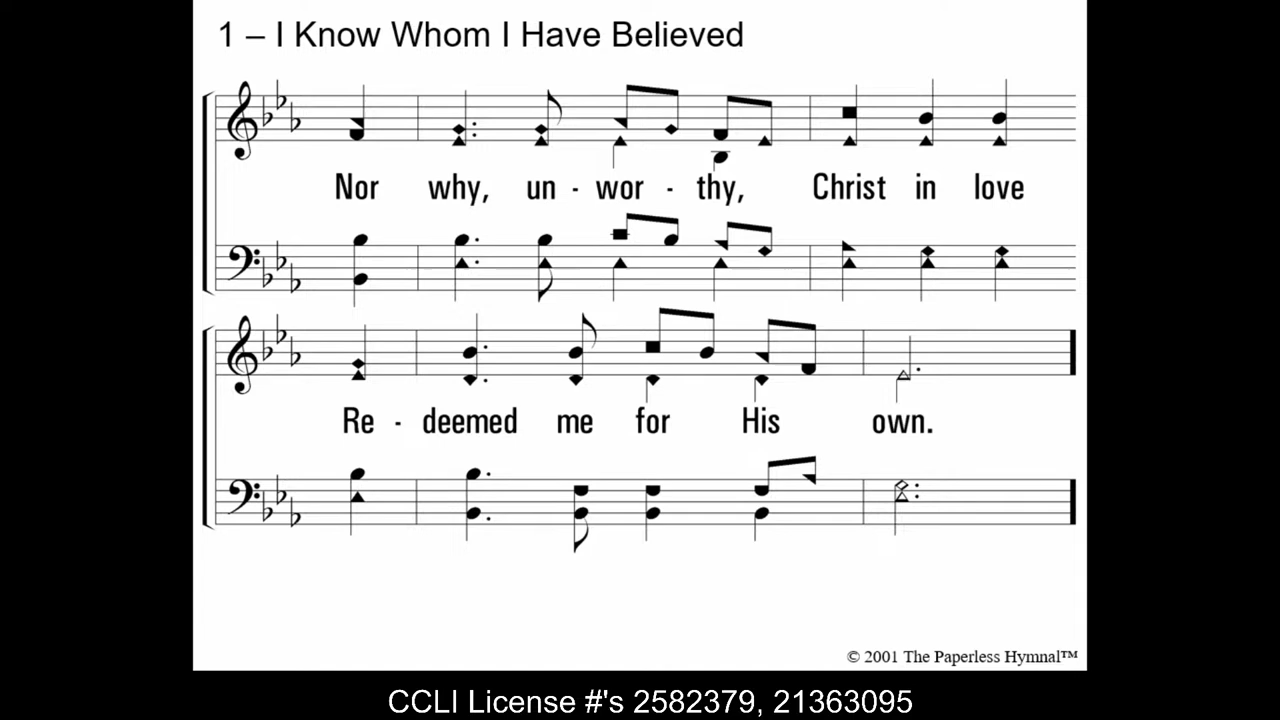 1 – I Know Whom I Have Believed
Nor why, un - wor - thy, Christ in love
Re - deemed me for His own.
© 2001 The Paperless Hymnal™
CCLI License #'s 2582379, 21363095